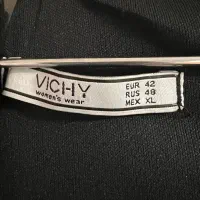 VICHY
women's wear
EUR 42
RUS 48
MEX XL